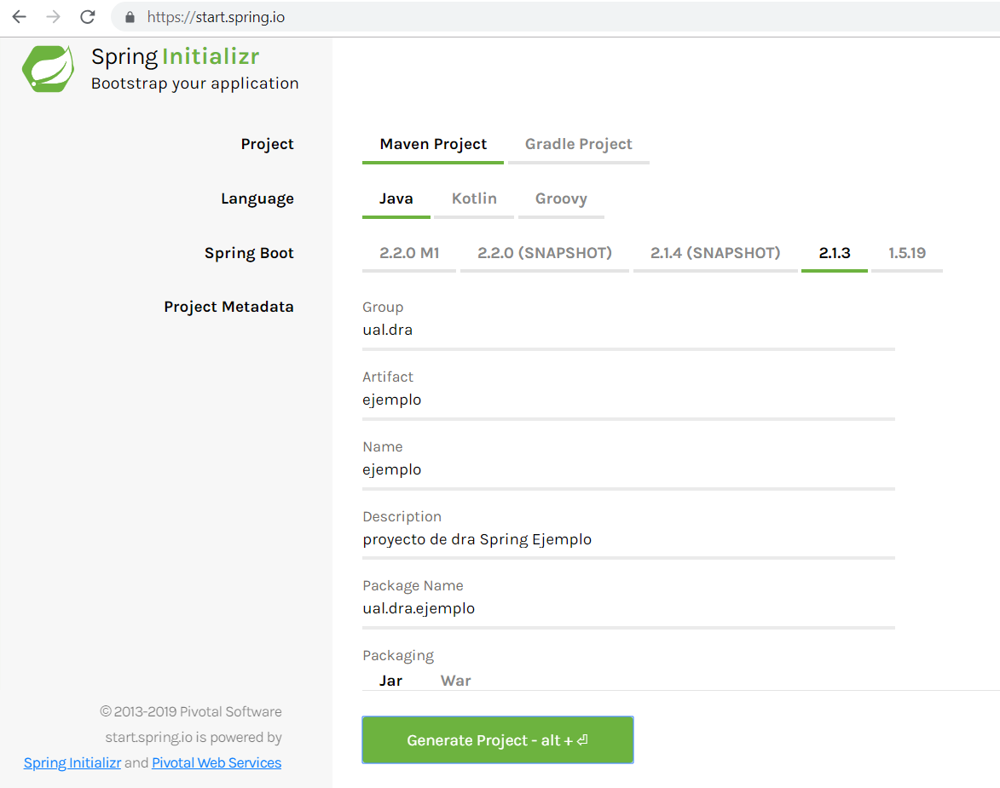 https://start.spring.io
Spring Initializr
Bootstrap your application
Project
Maven Project Gradle Project
Language
Java Kotlin Groovy
Spring Boot
2.2.0 M1 2.2.0 (SNAPSHOT) 2.1.4 (SNAPSHOT) 2.1.3 1.5.19
Project Metadata
Group
ual.dra
Artifact
ejemplo
Name
ejemplo
Description
proyecto de dra Spring Ejemplo
Package Name
ual.dra.ejemplo
Packaging
Jar War
Generate Project - alt + ⏎
© 2013-2019 Pivotal Software
start.spring.io is powered by
Spring Initializr and Pivotal Web Services